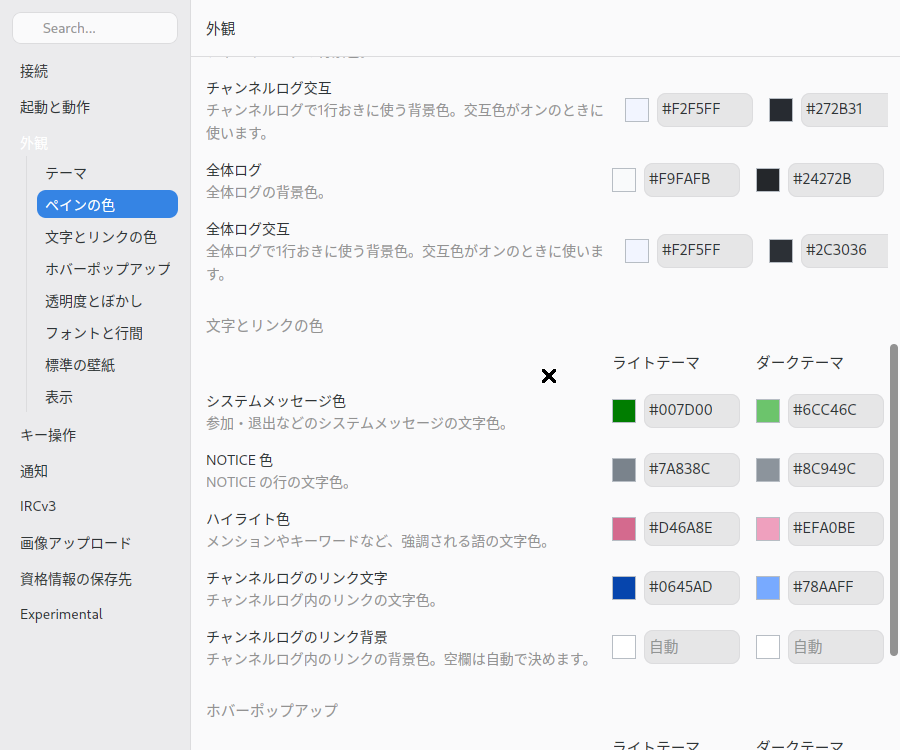 Search...
接続
起動と動作
外観
テーマ
ペインの色
文字とリンクの色
ホバーポップアップ
透明度とぼかし
フォントと行間
標準の壁紙
表示
キー操作
通知
IRCv3
画像アップロード
資格情報の保存先
Experimental
外観
チャンネルログ交互
チャンネルログで1行おきに使う背景色。交互色がオンのときに
使います。
#F2F5FF #272B31
全体ログ
全体ログの背景色。
#F9FAFB #24272B
全体ログ交互
全体ログで1行おきに使う背景色。交互色がオンのときに使いま
す。
#F2F5FF #2C3036
文字とリンクの色
ライトテーマ ダークテーマ
システムメッセージ色
参加・退出などのシステムメッセージの文字色。
#007D00 #6CC46C
NOTICE 色
NOTICE の行の文字色。
#7A838C #8C949C
ハイライト色
メンションやキーワードなど、強調される語の文字色。
#D46A8E #EFA0BE
チャンネルログのリンク文字
チャンネルログ内のリンクの文字色。
#0645AD #78AAFF
チャンネルログのリンク背景
チャンネルログ内のリンクの背景色。空欄は自動で決めます。
自動 自動
ホバーポップアップ
ライトテーマ ダークテーマ